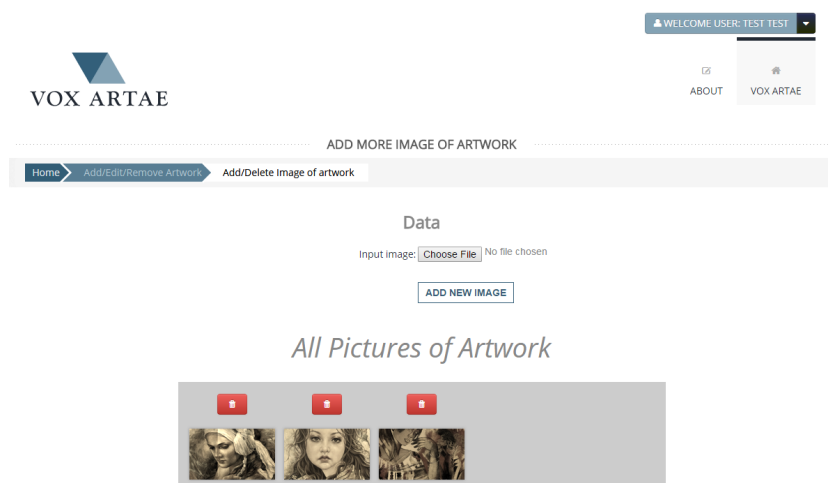 WELCOME USER: TEST TEST
VOX ARTAE
ABOUT
VOX ARTAE
ADD MORE IMAGE OF ARTWORK
Home
Add/Edit/Remove Artwork
Add/Delete Image of artwork
Data
Input image: Choose File No file chosen
ADD NEW IMAGE
All Pictures of Artwork